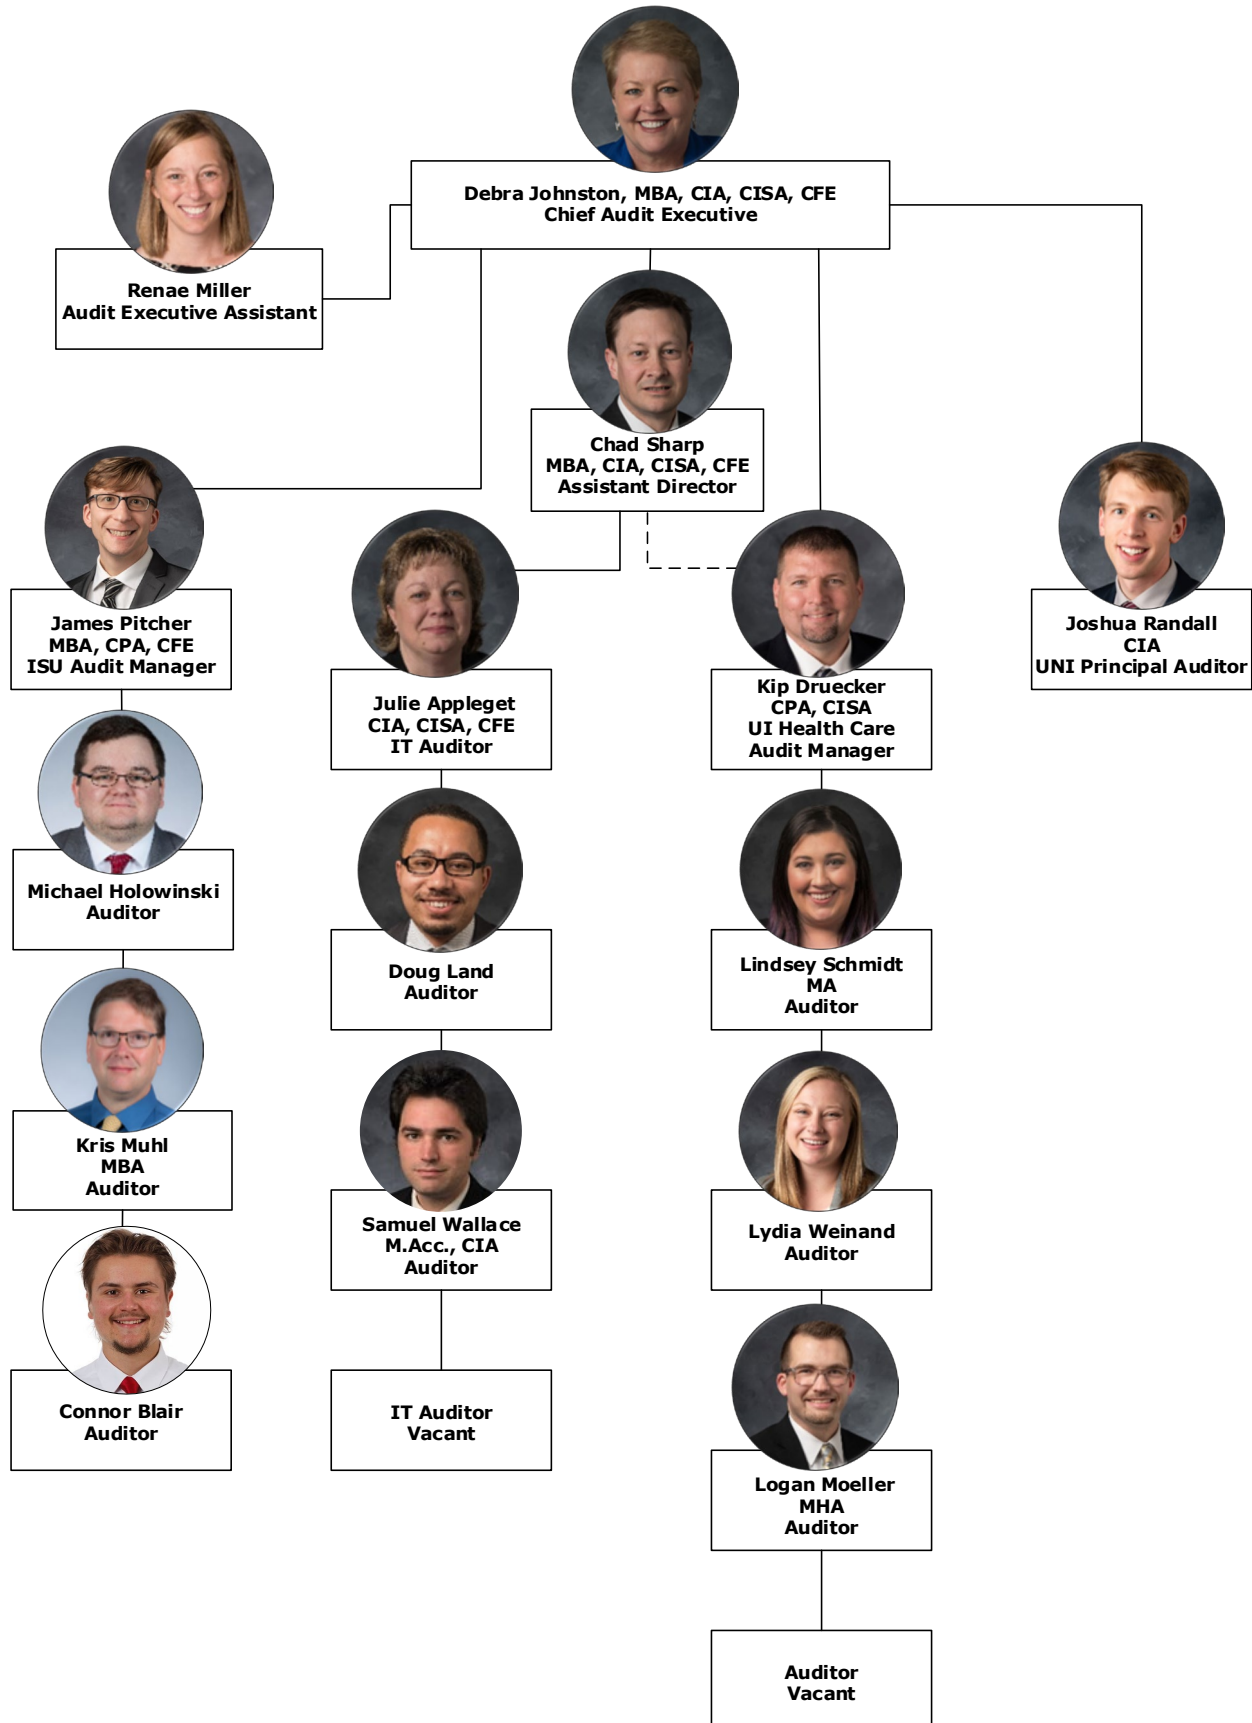 Debra Johnston, MBA, CIA, CISA, CFE
Chief Audit Executive
Renae Miller
Audit Executive Assistant
Chad Sharp
MBA, CIA, CISA, CFE
Assistant Director
James Pitcher
MBA, CPA, CFE
ISU Audit Manager
Julie Appleget
CIA, CISA, CFE
IT Auditor
Kip Druecker
CPA, CISA
UI Health Care
Audit Manager
Joshua Randall
CIA
UNI Principal Auditor
Michael Holowinski
Auditor
Doug Land
Auditor
Lindsey Schmidt
MA
Auditor
Kris Muhl
MBA
Auditor
Samuel Wallace
M.Acc., CIA
Auditor
Lydia Weinand
Auditor
Connor Blair
Auditor
IT Auditor
Vacant
Logan Moeller
MHA
Auditor
Auditor
Vacant